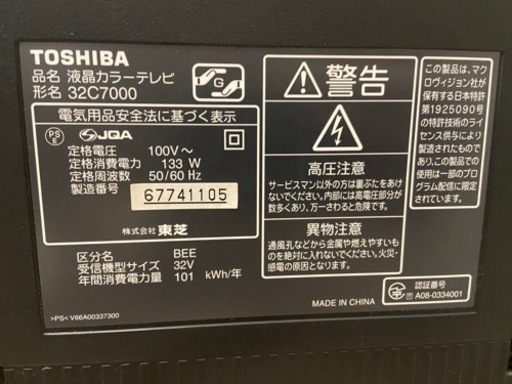 TOSHIBA
品名 液晶カラーテレビ
形名 32C7000
G
電気用品安全法に基づく表示
PS
E
JQA
定格電圧 100V～
定格消費電力 133 W
定格周波数 50/60 Hz
製造番号 67741105
株式会社 東芝
区分名 BEE
受信機型サイズ 32V
年間消費電力量 101 kWh/年
>PS< V66A00337300
警告
高圧注意
サービスマン以外の方は裏ぶたをあけ
ないでください。内部には高電圧部分が
数多くあり、万一さわると危険です。
異物注意
通風孔などから金属や燃えやすいも
のを差し込まないでください。火災・
感電の原因になります。
MADE IN CHINA
この製品は、マク
ロヴィジョン社が
保有する日本特許
第1925090号
の特許技術のライ
センス供与により
製造されたもので
あり、この製品の
使用は一部のプロ
グラム配信に限定
されています。
認証番号
A08-0334001